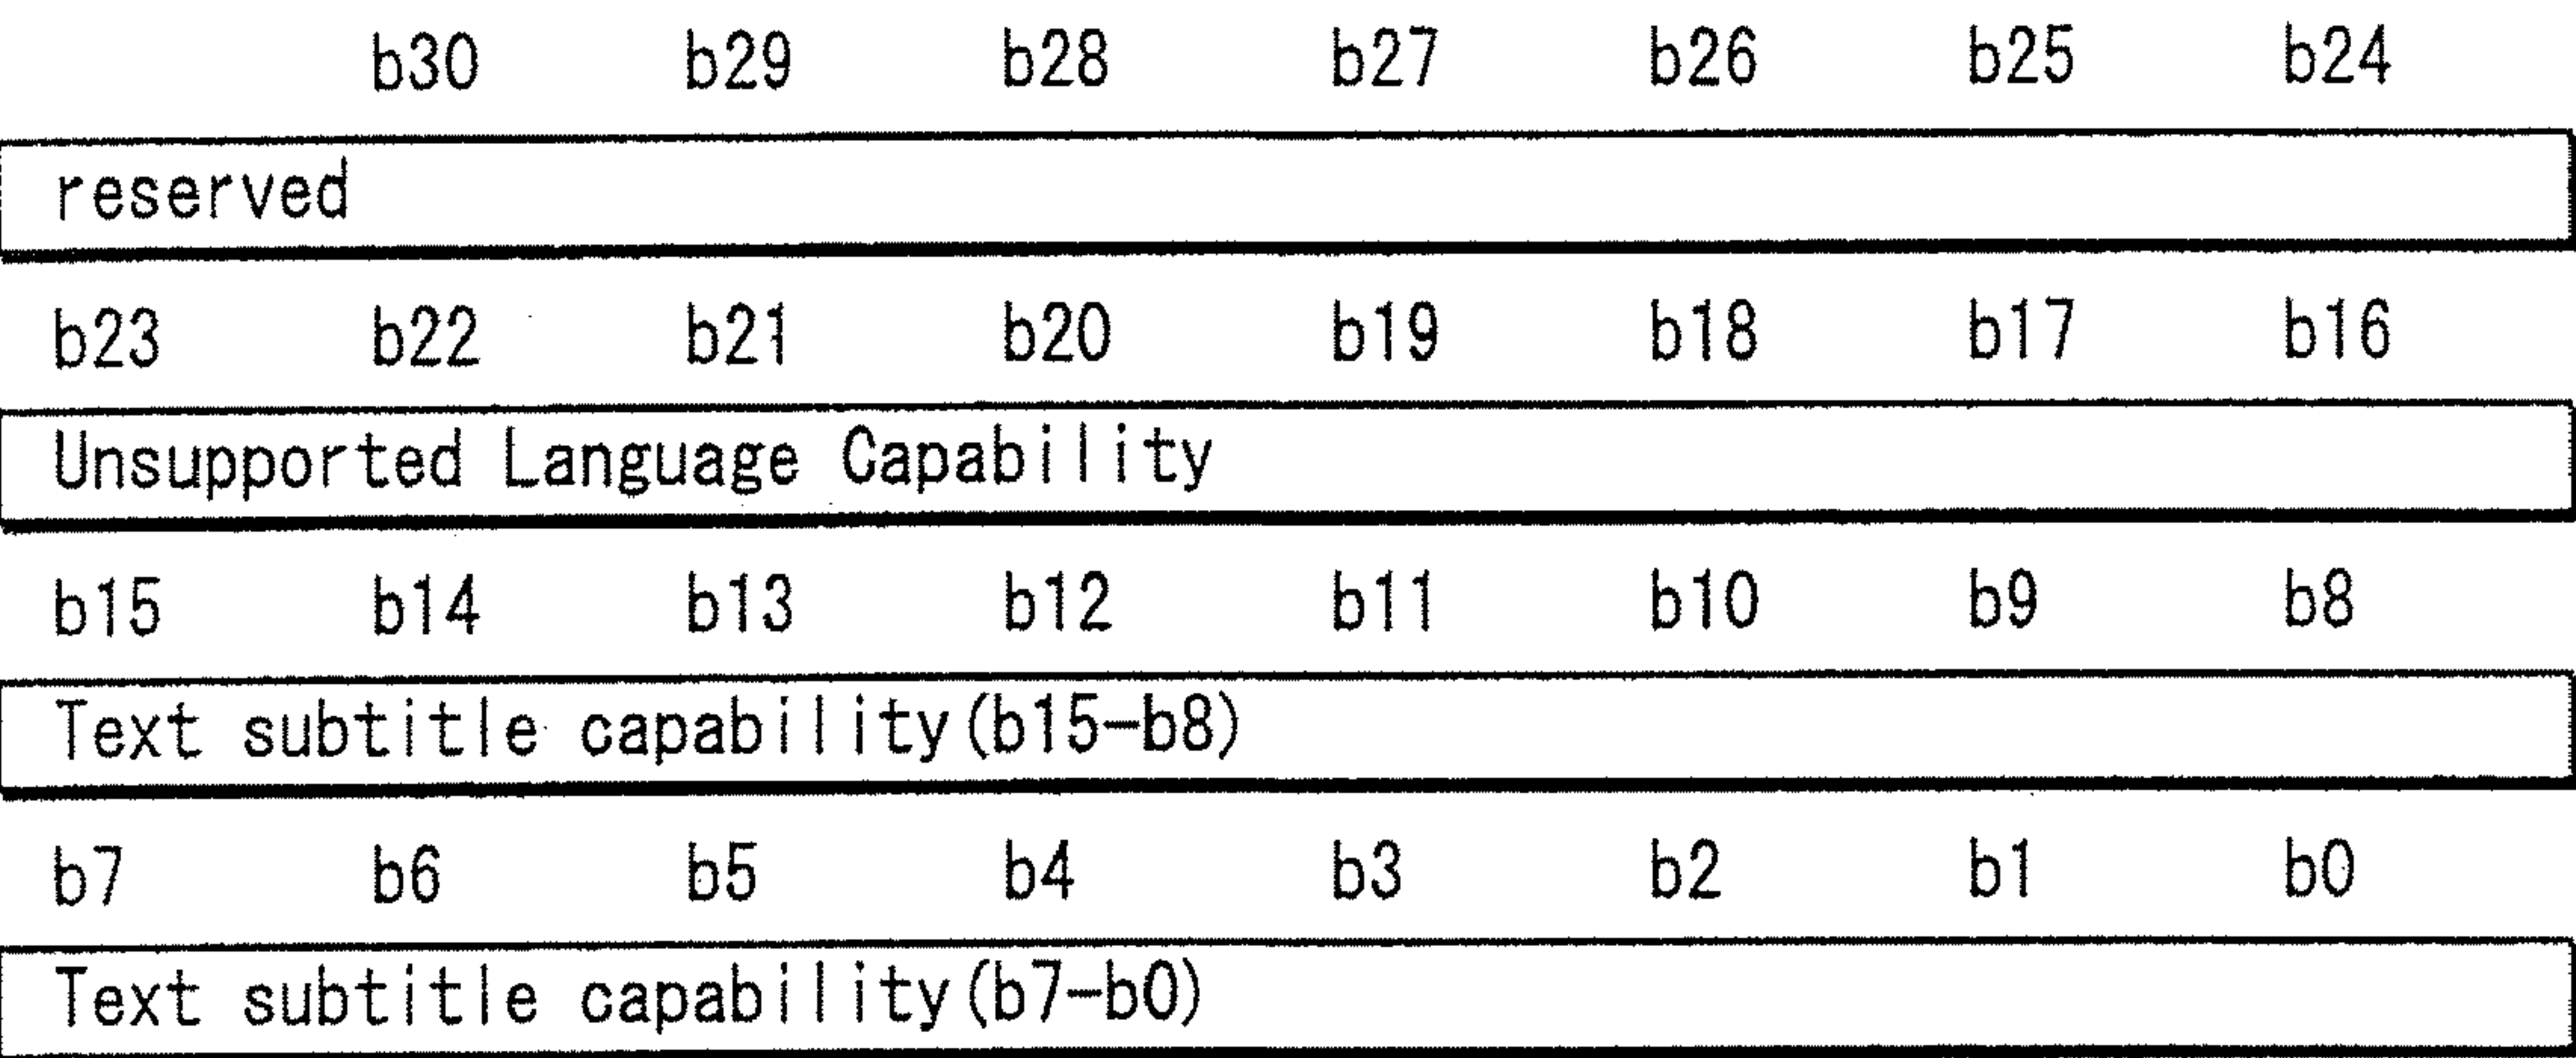 b30 b29 b28 b27 b26 b25 b24
reserved
b23 b22 b21 b20 b19 b18 b17 b16
Unsupported Language Capability
b15 b14 b13 b12 b11 b10 b9 b8
Text subtitle capability(b15-b8)
b7 b6 b5 b4 b3 b2 b1 b0
Text subtitle capability(b7-b0)